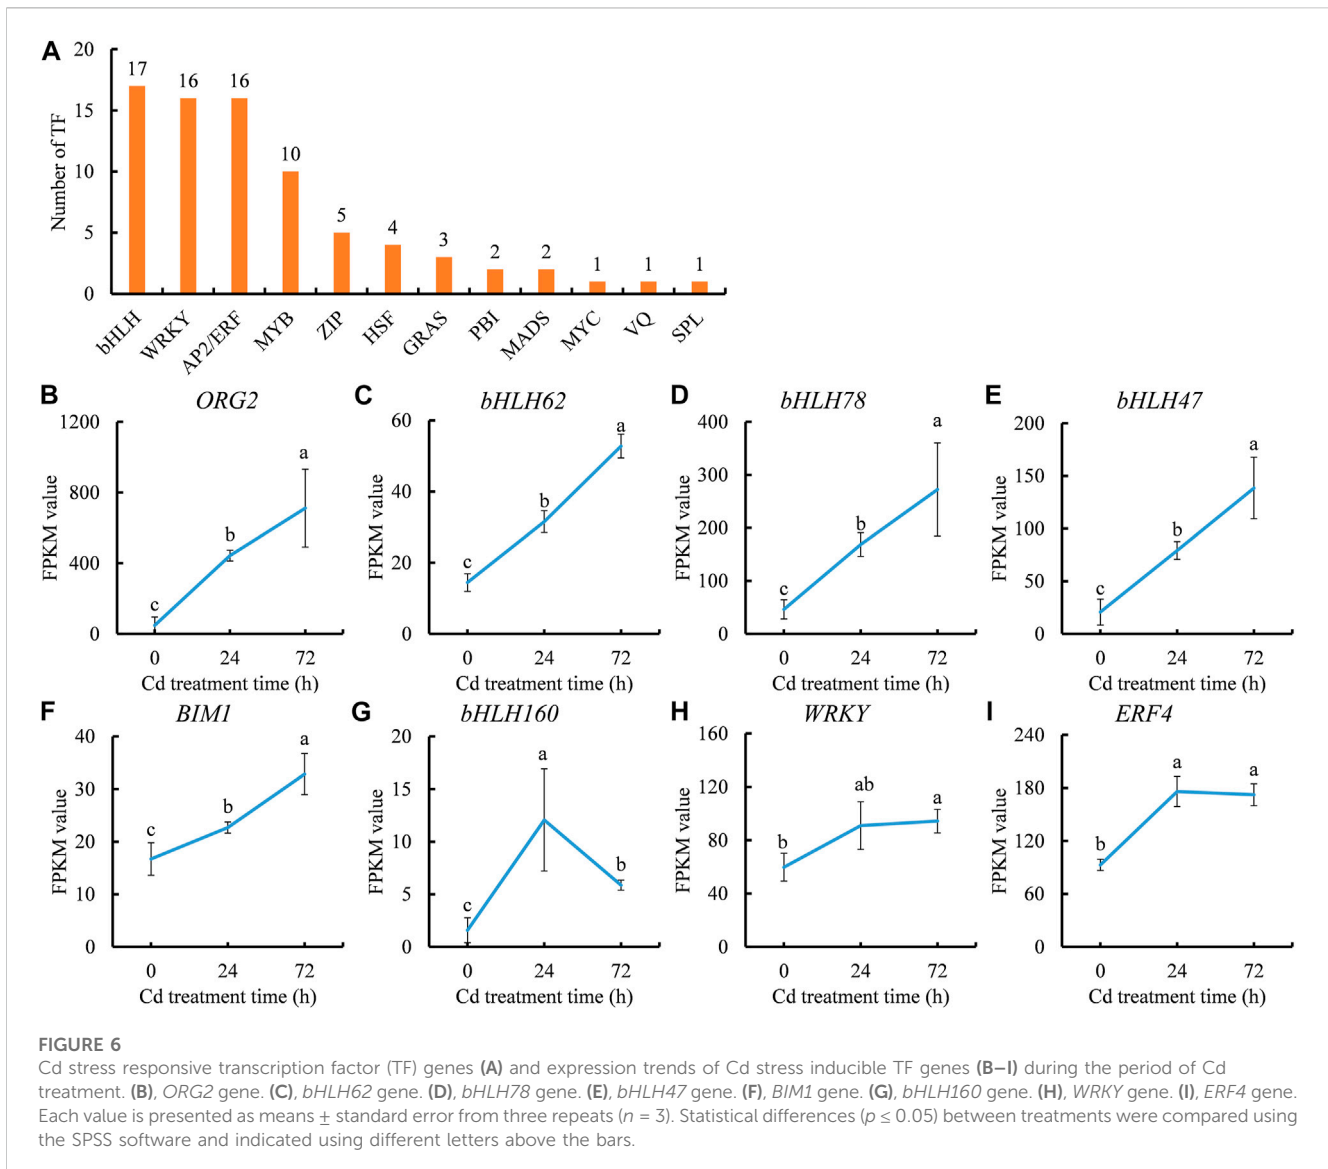 A
20
15
10
5
0
Number of TF
17
16
16
10
5
4
3
2
2
1
1
1
bHLH
WRKY
AP2/ERF
MYB
ZIP
HSF
GRAS
PBI
MADS
MYC
VQ
SPL
B
ORG2
1200
800
400
0
FPKM value
c
b
a
0 24 72
Cd treatment time (h)
C
bHLH62
60
40
20
0
FPKM value
c
b
a
0 24 72
Cd treatment time (h)
D
bHLH78
400
300
200
100
0
FPKM value
c
b
a
0 24 72
Cd treatment time (h)
E
bHLH47
200
150
100
50
0
FPKM value
c
b
a
0 24 72
Cd treatment time (h)
F
BIM1
40
30
20
10
0
FPKM value
c
b
a
0 24 72
Cd treatment time (h)
G
bHLH160
20
15
10
5
0
FPKM value
c
a
b
0 24 72
Cd treatment time (h)
H
WRKY
160
120
80
40
0
FPKM value
b
ab
a
0 24 72
Cd treatment time (h)
I
ERF4
240
180
120
60
0
FPKM value
b
a
a
0 24 72
Cd treatment time (h)
FIGURE 6
Cd stress responsive transcription factor (TF) genes (A) and expression trends of Cd stress inducible TF genes (B–I) during the period of Cd
treatment. (B), ORG2 gene. (C), bHLH62 gene. (D), bHLH78 gene. (E), bHLH47 gene. (F), BIM1 gene. (G), bHLH160 gene. (H), WRKY gene. (I), ERF4 gene.
Each value is presented as means ± standard error from three repeats (n = 3). Statistical differences (p ≤ 0.05) between treatments were compared using
the SPSS software and indicated using different letters above the bars.